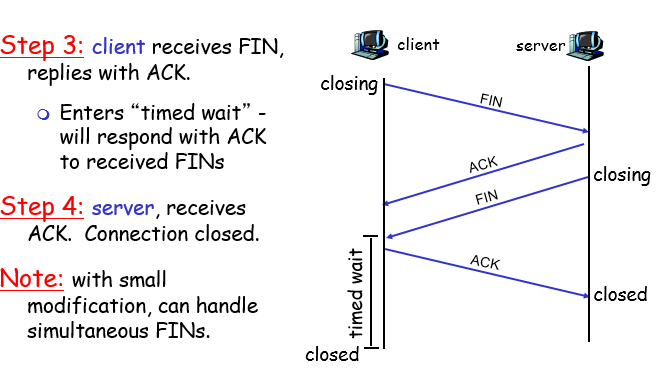 Step 3: client receives FIN,
replies with ACK.
Enters “timed wait” -
will respond with ACK
to received FINs
Step 4: server, receives
ACK. Connection closed.
Note: with small
modification, can handle
simultaneous FINs.
client
server
closing
FIN
ACK
closing
FIN
timed wait
ACK
closed
closed